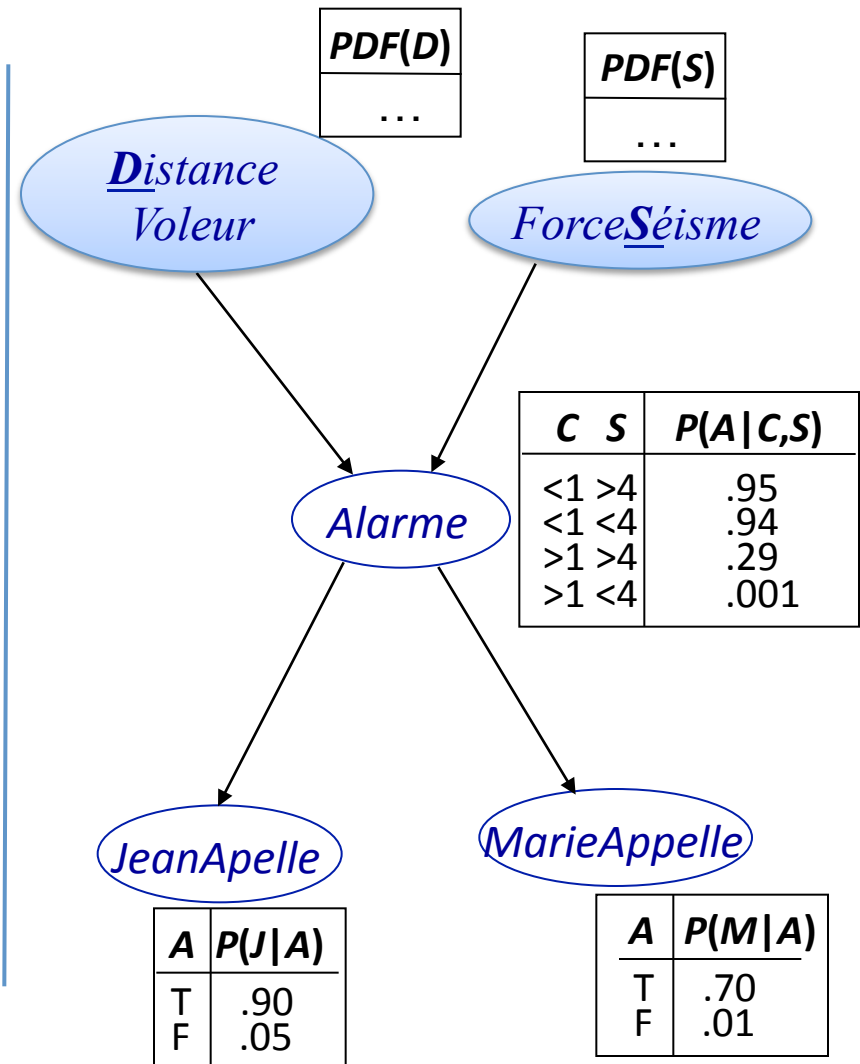 PDF(D)
...
PDF(S)
...
Distance
Voleur
ForceSéisme
C S P(A|C,S)
<1 >4 .95
<1 <4 .94
>1 >4 .29
>1 <4 .001
Alarme
JeanApelle
MarieAppelle
A P(J|A)
T .90
F .05
A P(M|A)
T .70
F .01